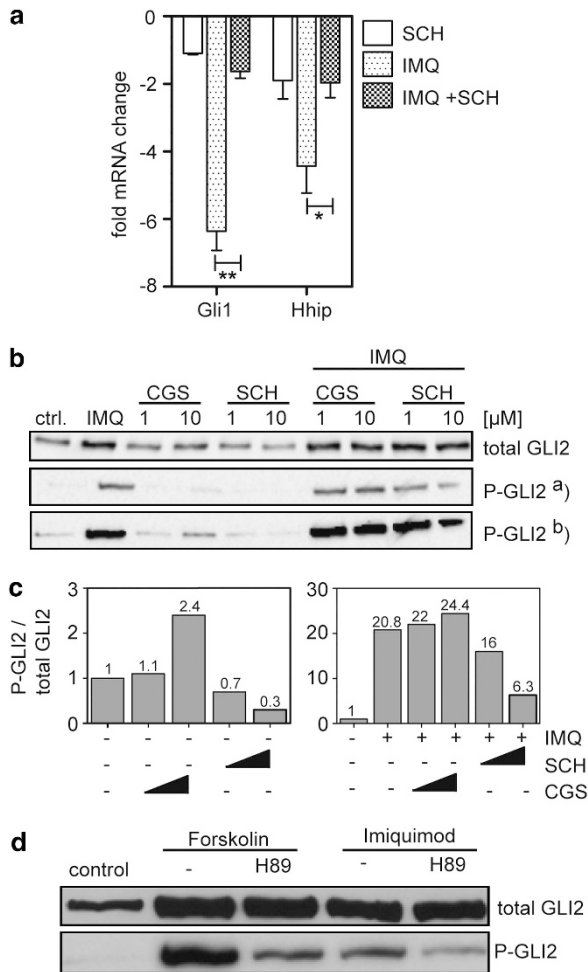 a
0
-2
-4
-6
-8
fold mRNA change
SCH
IMQ
IMQ +SCH
**
*
Gli1 Hhip
b
IMQ
CGS SCH CGS SCH
ctrl. IMQ 1 10 1 10 1 10 1 10 [µM]
total GLI2
P-GLI2 a)
P-GLI2 b)
c
P-GLI2 /
total GLI2
3
2
1
0
1 1.1 2.4 0.7 0.3
30
20
10
0
1 20.8 22 24.4 16 6.3
- - - - - - + + + + + IMQ
- - - - - - SCH
- - - - - - CGS
d
Forskolin Imiquimod
control - H89 - H89
total GLI2
P-GLI2